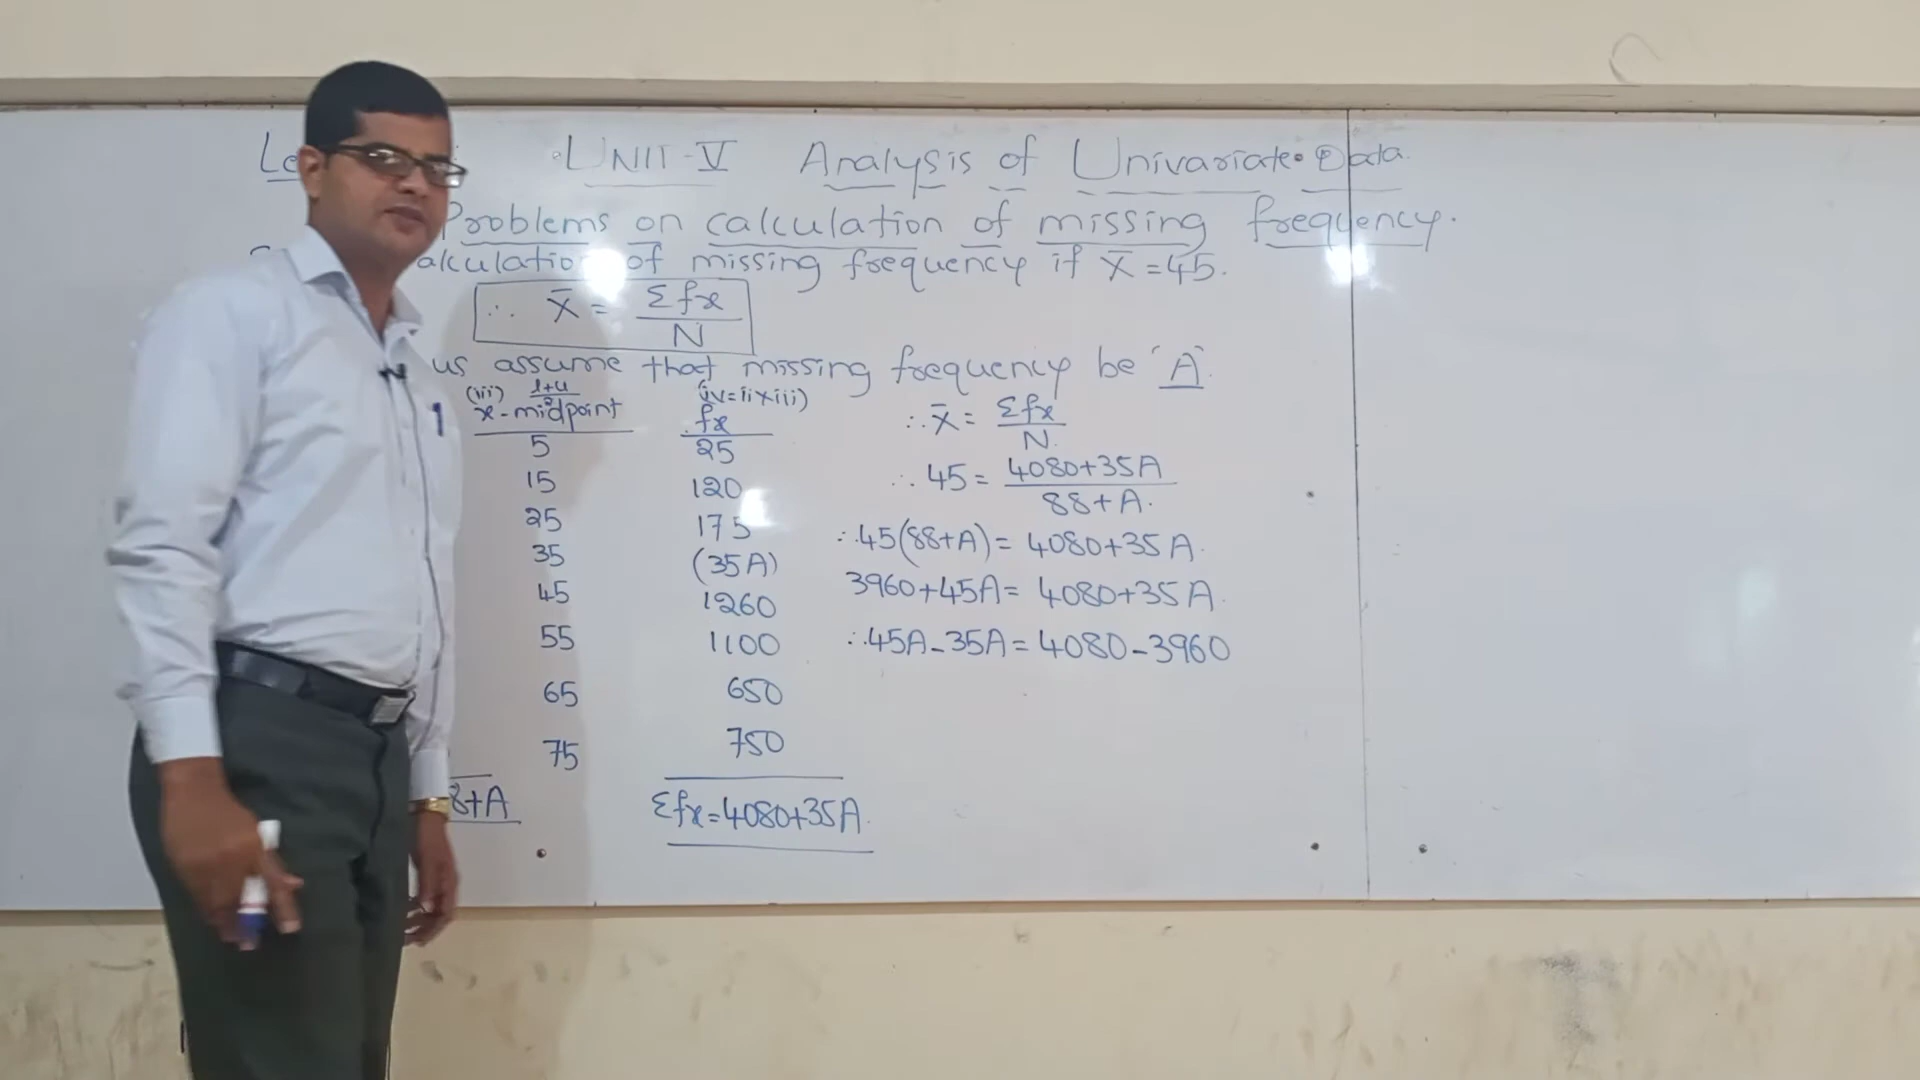 UNIT-V Analysis of Univariate Data.
Problems on calculation of missing frequency.
alculation of missing frequency if X̄ = 45.
∴ X̄ = Σfx / N
us assume that missing frequency be 'A'.
(iii) l+u / 2 (iv=ii×iii)
x-midpoint fx
5 25
15 120
25 175
35 (35A)
45 1260
55 1100
65 650
75 750
8+A Σfx=4080+35A.
∴ x̄ = Σfx / N.
∴ 45 = 4080+35A / 88+A.
∴ 45(88+A) = 4080+35A.
3960+45A = 4080+35A.
∴ 45A-35A = 4080-3960